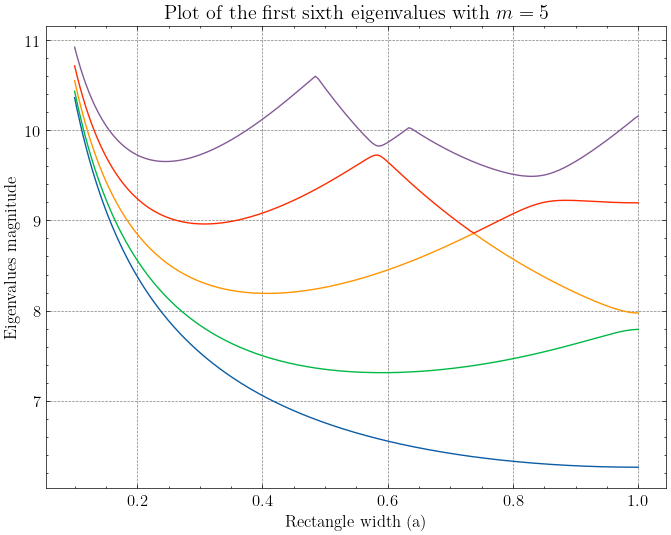 Plot of the first sixth eigenvalues with m = 5
Eigenvalues magnitude
11
10
9
8
7
0.2 0.4 0.6 0.8 1.0
Rectangle width (a)